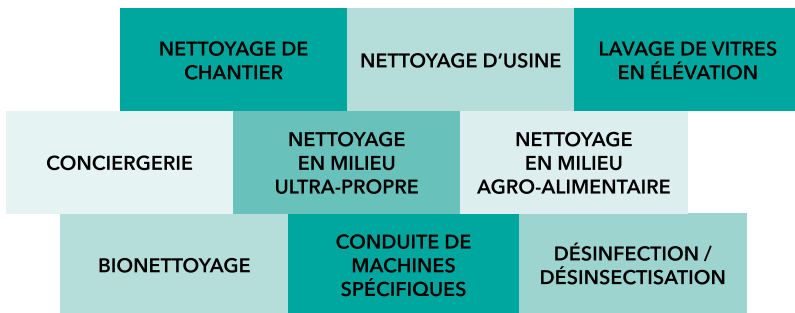 NETTOYAGE DE
CHANTIER
NETTOYAGE D’USINE
LAVAGE DE VITRES
EN ÉLÉVATION
CONCIERGERIE
NETTOYAGE
EN MILIEU
ULTRA-PROPRE
NETTOYAGE
EN MILIEU
AGRO-ALIMENTAIRE
BIONETTOYAGE
CONDUITE DE
MACHINES
SPÉCIFIQUES
DÉSINFECTION /
DÉSINSECTISATION